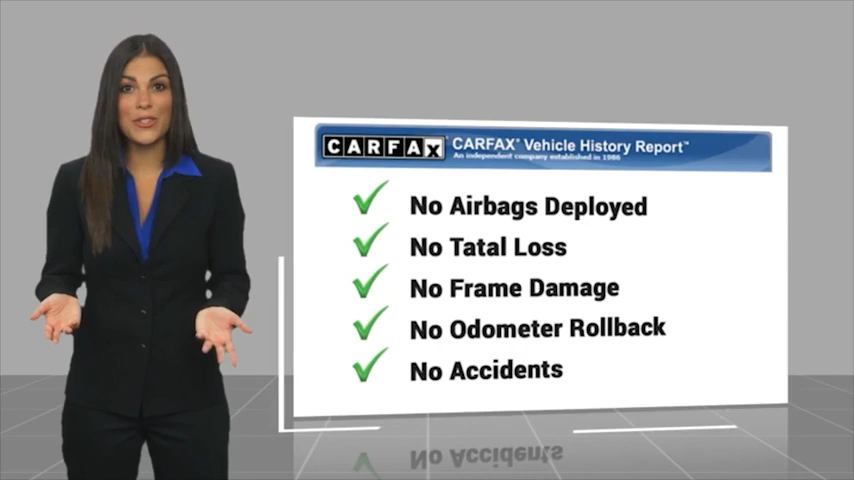 CARFAX CARFAX® Vehicle History Report™
An independent company established in 1986
No Airbags Deployed
No Tatal Loss
No Frame Damage
No Odometer Rollback
No Accidents
No Accidents